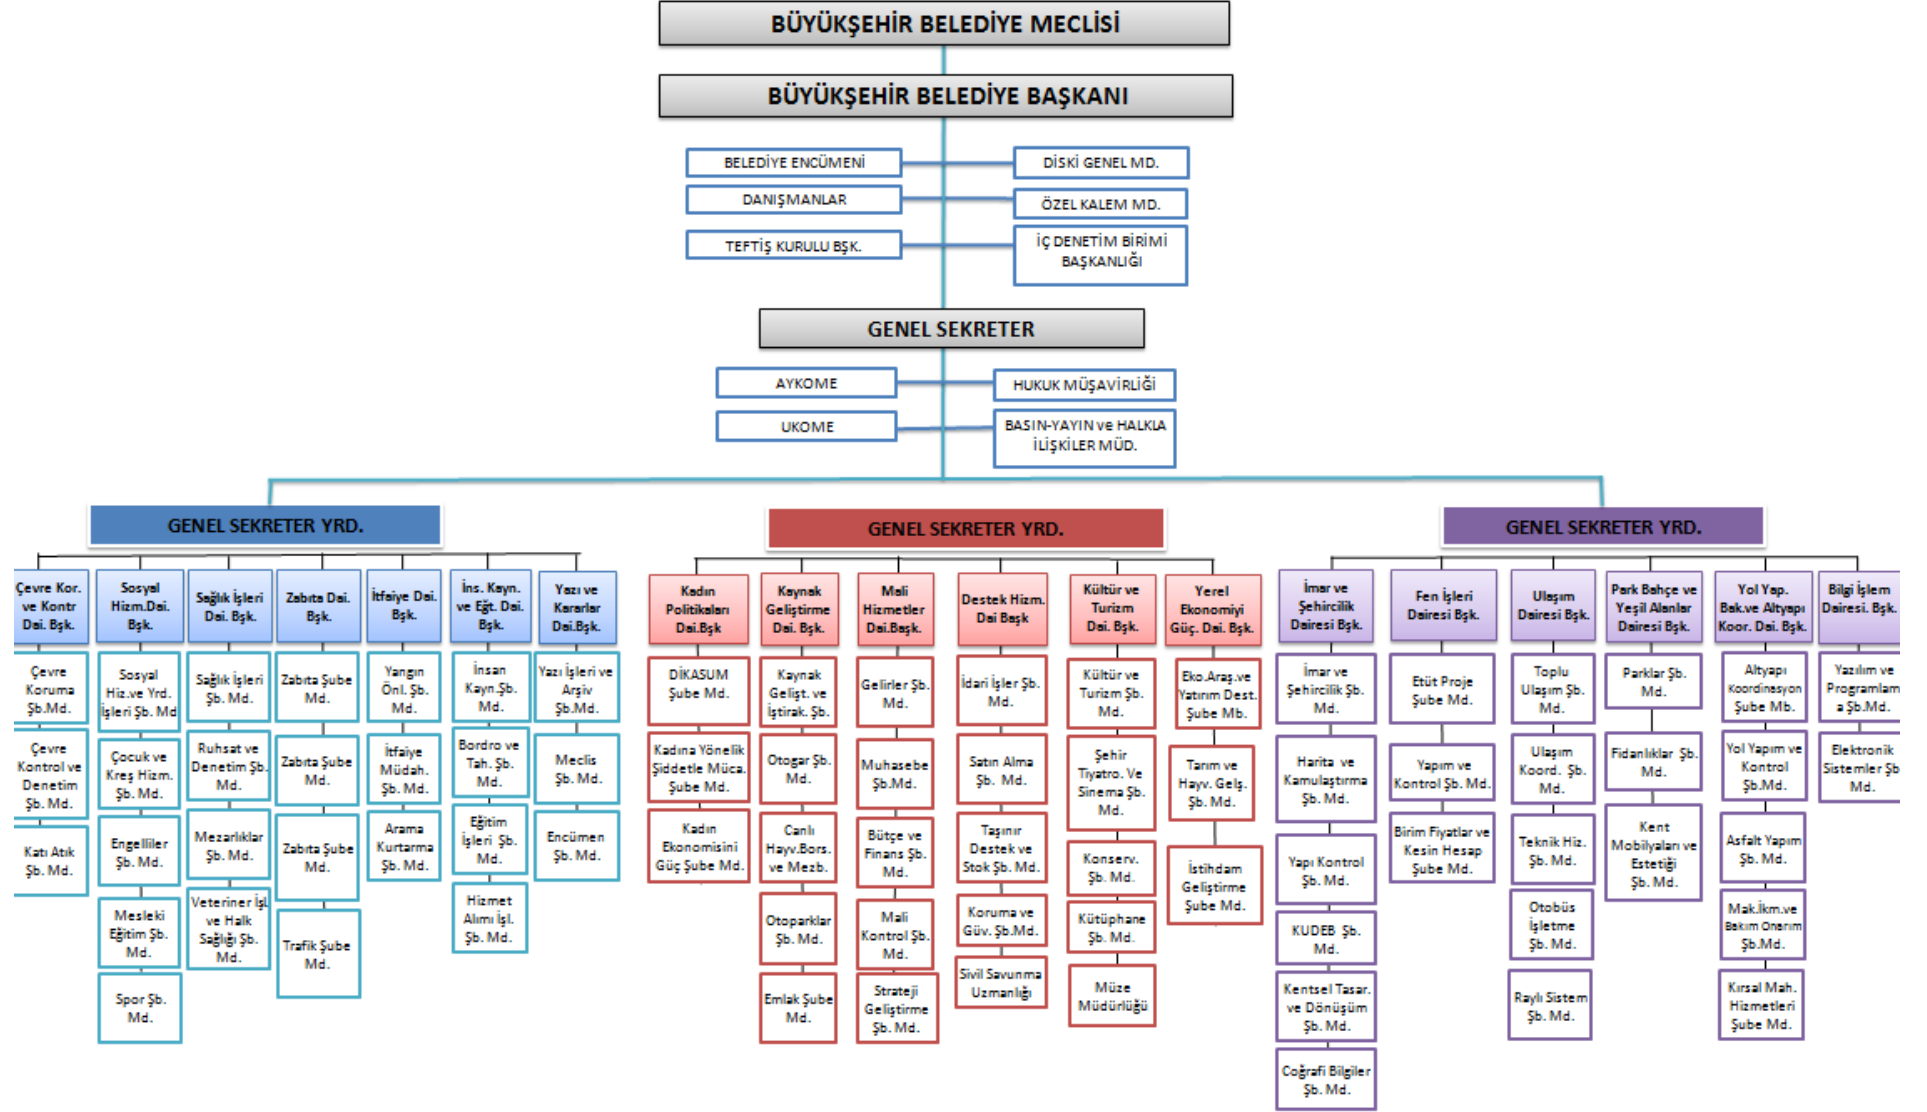 BÜYÜKŞEHİR BELEDİYE MECLİSİ
BÜYÜKŞEHİR BELEDİYE BAŞKANI
BELEDİYE ENCÜMENİ
DİSKİ GENEL MD.
DANIŞMANLAR
ÖZEL KALEM MD.
TEFTİŞ KURULU BŞK.
İÇ DENETİM BİRİMİ
BAŞKANLIĞI
GENEL SEKRETER
AYKOME
HUKUK MÜŞAVİRLİĞİ
UKOME
BASIN-YAYIN ve HALKLA
İLİŞKİLER MÜD.
GENEL SEKRETER YRD.
Çevre Kor.
ve Kontr
Dai. Bşk.
Çevre
Koruma
Şb.Md.
Çevre
Kontrol ve
Denetim
Şb. Md.
Katı Atık
Şb. Md.
Sosyal
Hizm.Dai.
Bşk.
Sosyal
Hiz.ve Yrd.
İşleri Şb. Md
Çocuk ve
Kreş Hizm.
Şb. Md.
Engelliler
Şb. Md.
Mesleki
Eğitim Şb.
Md.
Spor Şb.
Md.
Sağlık İşleri
Dai. Bşk.
Sağlık İşleri
Şb. Md.
Ruhsat ve
Denetim Şb.
Md.
Mezarlıklar
Şb. Md.
Veteriner İşl
ve Halk
Sağlığı Şb.
Md.
Zabıta Dai.
Bşk.
Zabıta Şube
Md.
Zabıta Şube
Md.
Zabıta Şube
Md.
Trafik Şube
Md.
İtfaiye Dai.
Bşk.
Yangın
Önl. Şb.
Md.
İtfaiye
Müdah.
Şb. Md.
Arama
Kurtarma
Şb. Md.
İns. Kayn.
ve Eğt. Dai.
Bşk.
İnsan
Kayn.Şb.
Md.
Bordro ve
Tah. Şb.
Md.
Eğitim
İşleri Şb.
Md.
Hizmet
Alımı İşl.
Şb. Md.
Yazı ve
Kararlar
Dai.Bşk.
Yazı İşleri ve
Arşiv
Şb.Md.
Meclis
Şb. Md.
Encümen
Şb. Md.
GENEL SEKRETER YRD.
Kadın
Politikaları
Dai.Bşk
DİKASUM
Şube Md.
Kadına Yönelik
Şiddetle Müca.
Şube Md.
Kadın
Ekonomisini
Güç Şube Md.
Kaynak
Geliştirme
Dai. Bşk.
Kaynak
Gelişt. ve
İştirak. Şb.
Otogar Şb.
Md.
Canlı
Hayv.Bors.
ve Mezb.
Otoparklar
Şb. Md.
Emlak Şube
Md.
Mali
Hizmetler
Dai.Başk.
Gelirler Şb.
Md.
Muhasebe
Şb.Md.
Bütçe ve
Finans Şb.
Md.
Mali
Kontrol Şb.
Md.
Strateji
Geliştirme
Şb. Md.
Destek Hizm.
Dai Başk
İdari İşler Şb.
Md.
Satın Alma
Şb. Md.
Taşınır
Destek ve
Stok Şb. Md.
Koruma ve
Güv. Şb.Md.
Sivil Savunma
Uzmanlığı
Kültür ve
Turizm
Dai. Bşk.
Kültür ve
Turizm Şb.
Md.
Şehir
Tiyatro. Ve
Sinema Şb.
Md.
Konserv.
Şb. Md.
Kütüphane
Şb. Md.
Müze
Müdürlüğü
Yerel
Ekonomiyi
Güç. Dai. Bşk.
Eko.Araş.ve
Yatırım Dest.
Şube Mb.
Tarım ve
Hayv. Gelş.
Şb. Md.
İstihdam
Geliştirme
Şube Md.
GENEL SEKRETER YRD.
İmar ve
Şehircilik
Dairesi Bşk.
İmar ve
Şehircilik Şb.
Md.
Harita ve
Kamulaştırma
Şb. Md.
Yapı Kontrol
Şb. Md.
KUDEB Şb.
Md.
Kentsel Tasar.
ve Dönüşüm
Şb. Md.
Coğrafi Bilgiler
Şb. Md.
Fen İşleri
Dairesi Bşk.
Etüt Proje
Şube Md.
Yapım ve
Kontrol Şb. Md.
Birim Fiyatlar ve
Kesin Hesap
Şube Md.
Ulaşım
Dairesi Bşk.
Toplu
Ulaşım Şb.
Md.
Ulaşım
Koord. Şb.
Md.
Teknik Hiz.
Şb. Md.
Otobüs
İşletme
Şb. Md.
Raylı Sistem
Şb. Md.
Park Bahçe ve
Yeşil Alanlar
Dairesi Bşk.
Parklar Şb.
Md.
Fidanlıklar Şb.
Md.
Kent
Mobilyaları ve
Estetiği
Şb. Md.
Yol Yap.
Bak.ve Altyapı
Koor. Dai. Bşk.
Altyapı
Koordinasyon
Şube Mb.
Yol Yapım ve
Kontrol
Şb.Md.
Asfalt Yapım
Şb. Md.
Mak.İkm.ve
Bakım Onarım
Şb.Md.
Kırsal Mah.
Hizmetleri
Şube Md.
Bilgi İşlem
Dairesi. Bşk.
Yazılım ve
Programlam
a Şb.Md.
Elektronik
Sistemler Şb
Md.